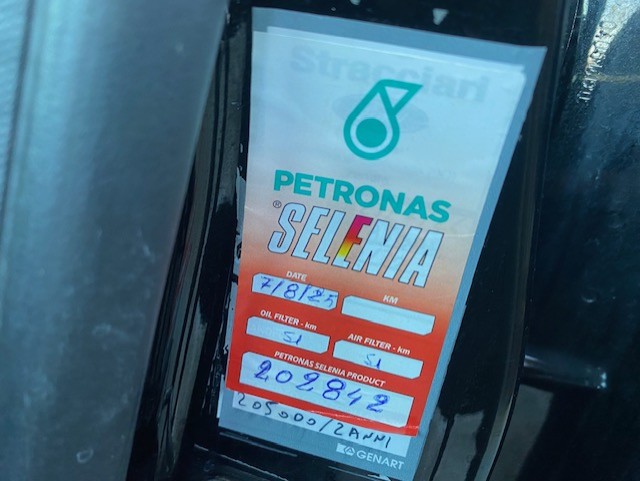 Stracciari
PETRONAS
® SELENIA
DATE KM
7/8/25
OIL FILTER - km AIR FILTER - km
SI SI
PETRONAS SELENIA PRODUCT
202842
205000/2ANNI
GENART